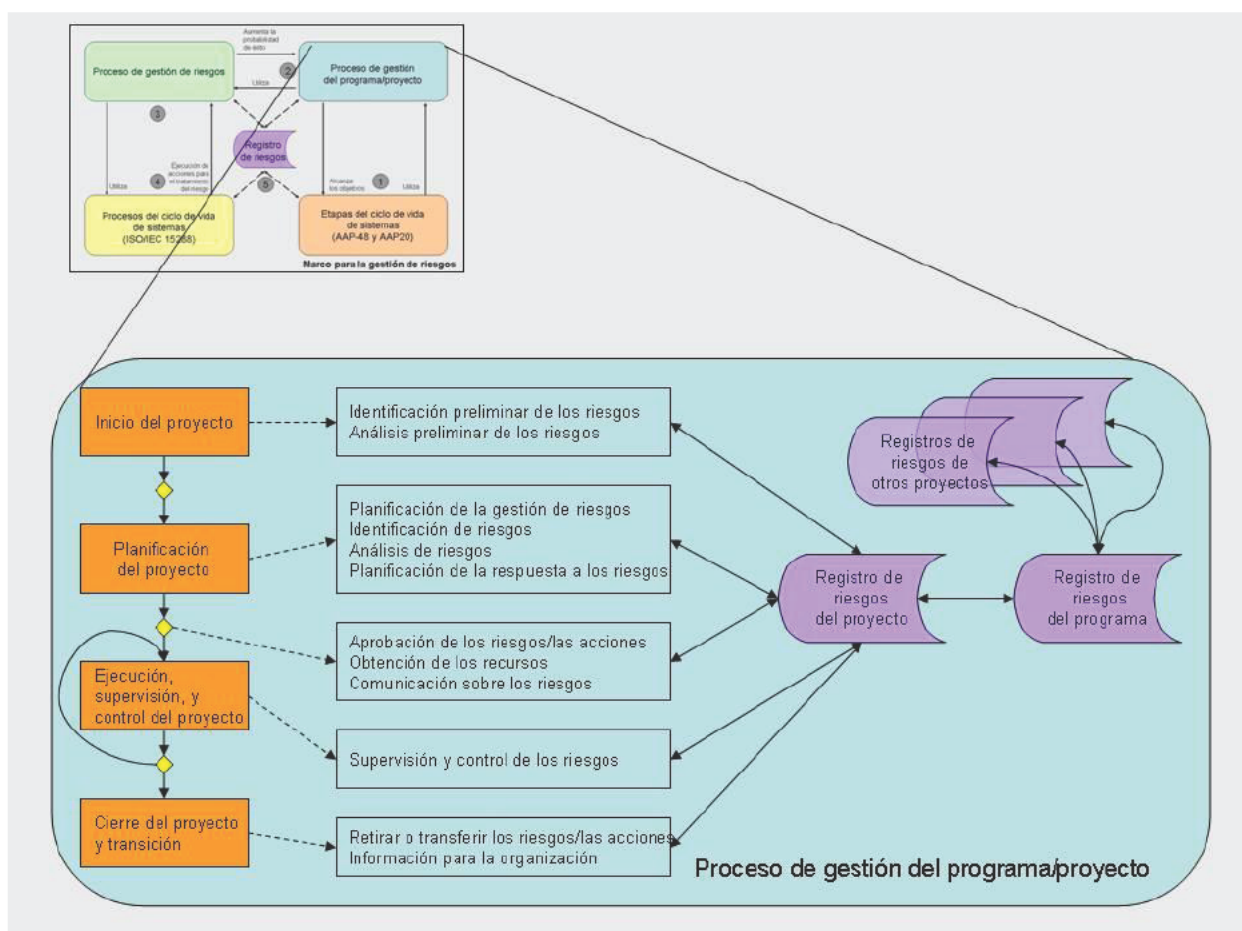 Aumenta la
probabilidad
de éxito
Proceso de gestión de riesgos
2
Proceso de gestión
del programa/proyecto
Utiliza
3
Registro
de riesgos
Ejecución de
acciones para
el tratamiento
del riesgo
4
Utiliza
5
Alcanzar
los objetivos
1
Utiliza
Procesos del ciclo de vida
de sistemas
(ISO/IEC 15288)
Etapas del ciclo de vida
de sistemas
(AAP-48 y AAP20)
Narco para la gestión de riesgos
Inicio del proyecto
Identificación preliminar de los riesgos
Análisis preliminar de los riesgos
Registros de
riesgos de
otros proyectos
Planificación
del proyecto
Planificación de la gestión de riesgos
Identificación de riesgos
Análisis de riesgos
Planificación de la respuesta a los riesgos
Registro de
riesgos
del proyecto
Registro de
riesgos
del programa
Aprobación de los riesgos/las acciones
Obtención de los recursos
Comunicación sobre los riesgos
Ejecución,
supervisión, y
control del proyecto
Supervisión y control de los riesgos
Cierre del proyecto
y transición
Retirar o transferir los riesgos/las acciones
Información para la organización
Proceso de gestión del programa/proyecto